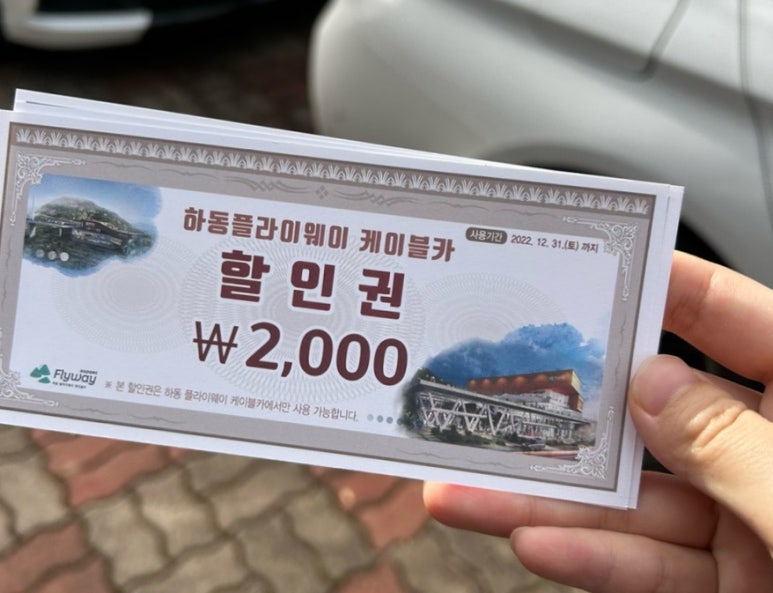 하동플라이웨이 케이블카
사용기간 2022. 12. 31.(토) 까지
할인권
₩2,000
Flyway
※ 본 할인권은 하동 플라이웨이 케이블카에서만 사용 가능합니다.